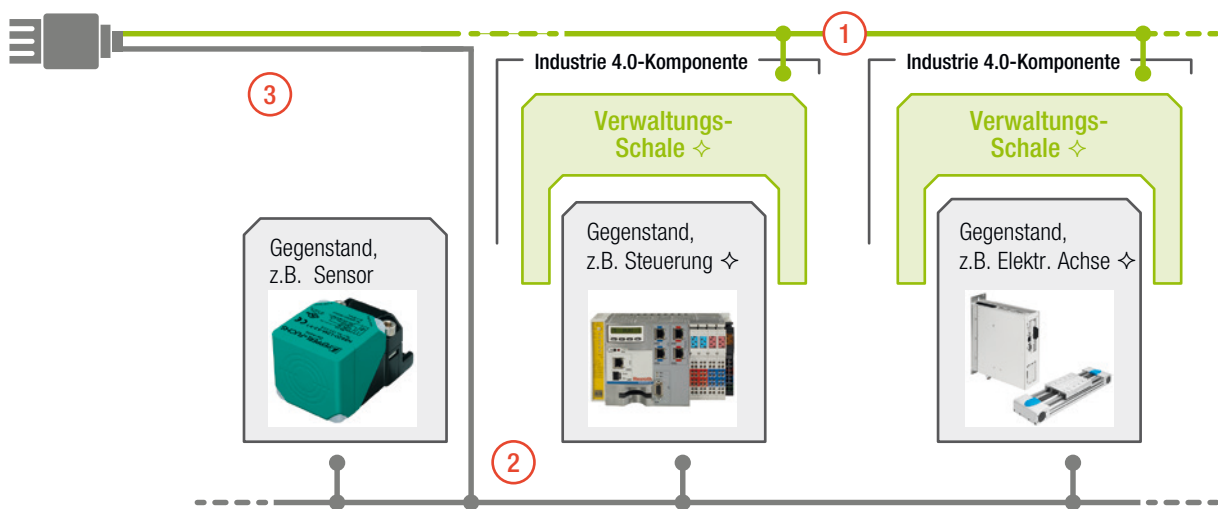 1
Industrie 4.0-Komponente
Industrie 4.0-Komponente
3
Verwaltungs-
Schale ✧
Verwaltungs-
Schale ✧
Gegenstand,
z.B. Sensor
Gegenstand,
z.B. Steuerung ✧
Gegenstand,
z.B. Elektr. Achse ✧
2